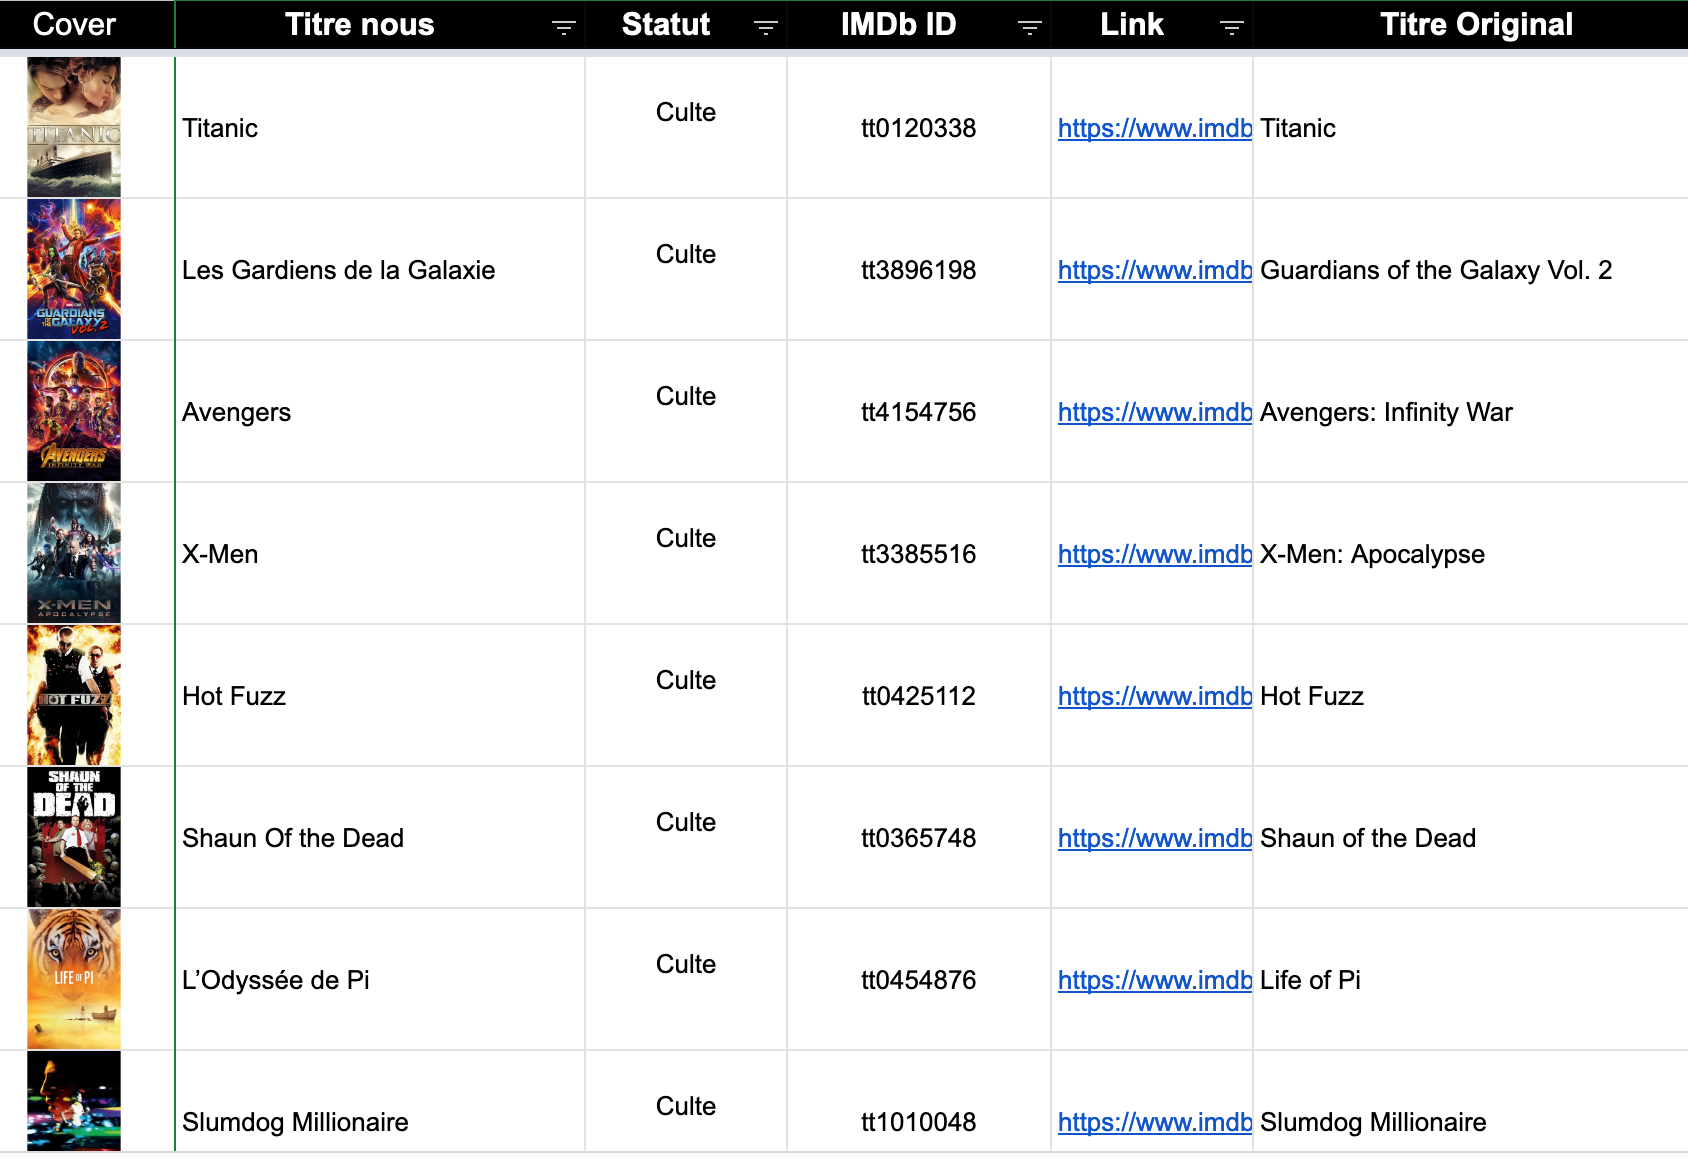 Cover Titre nous Statut IMDb ID Link Titre Original
TITANIC
Titanic Culte tt0120338 https://www.imdb Titanic
GUARDIANS
OF THE GALAXY
VOL. 2
Les Gardiens de la Galaxie Culte tt3896198 https://www.imdb Guardians of the Galaxy Vol. 2
AVENGERS
INFINITY WAR
Avengers Culte tt4154756 https://www.imdb Avengers: Infinity War
X-MEN
APOCALYPSE
X-Men Culte tt3385516 https://www.imdb X-Men: Apocalypse
HOT FUZZ
Hot Fuzz Culte tt0425112 https://www.imdb Hot Fuzz
SHAUN
OF THE
DEAD
Shaun Of the Dead Culte tt0365748 https://www.imdb Shaun of the Dead
LIFE OF PI
L’Odyssée de Pi Culte tt0454876 https://www.imdb Life of Pi
Slumdog Millionaire Culte tt1010048 https://www.imdb Slumdog Millionaire